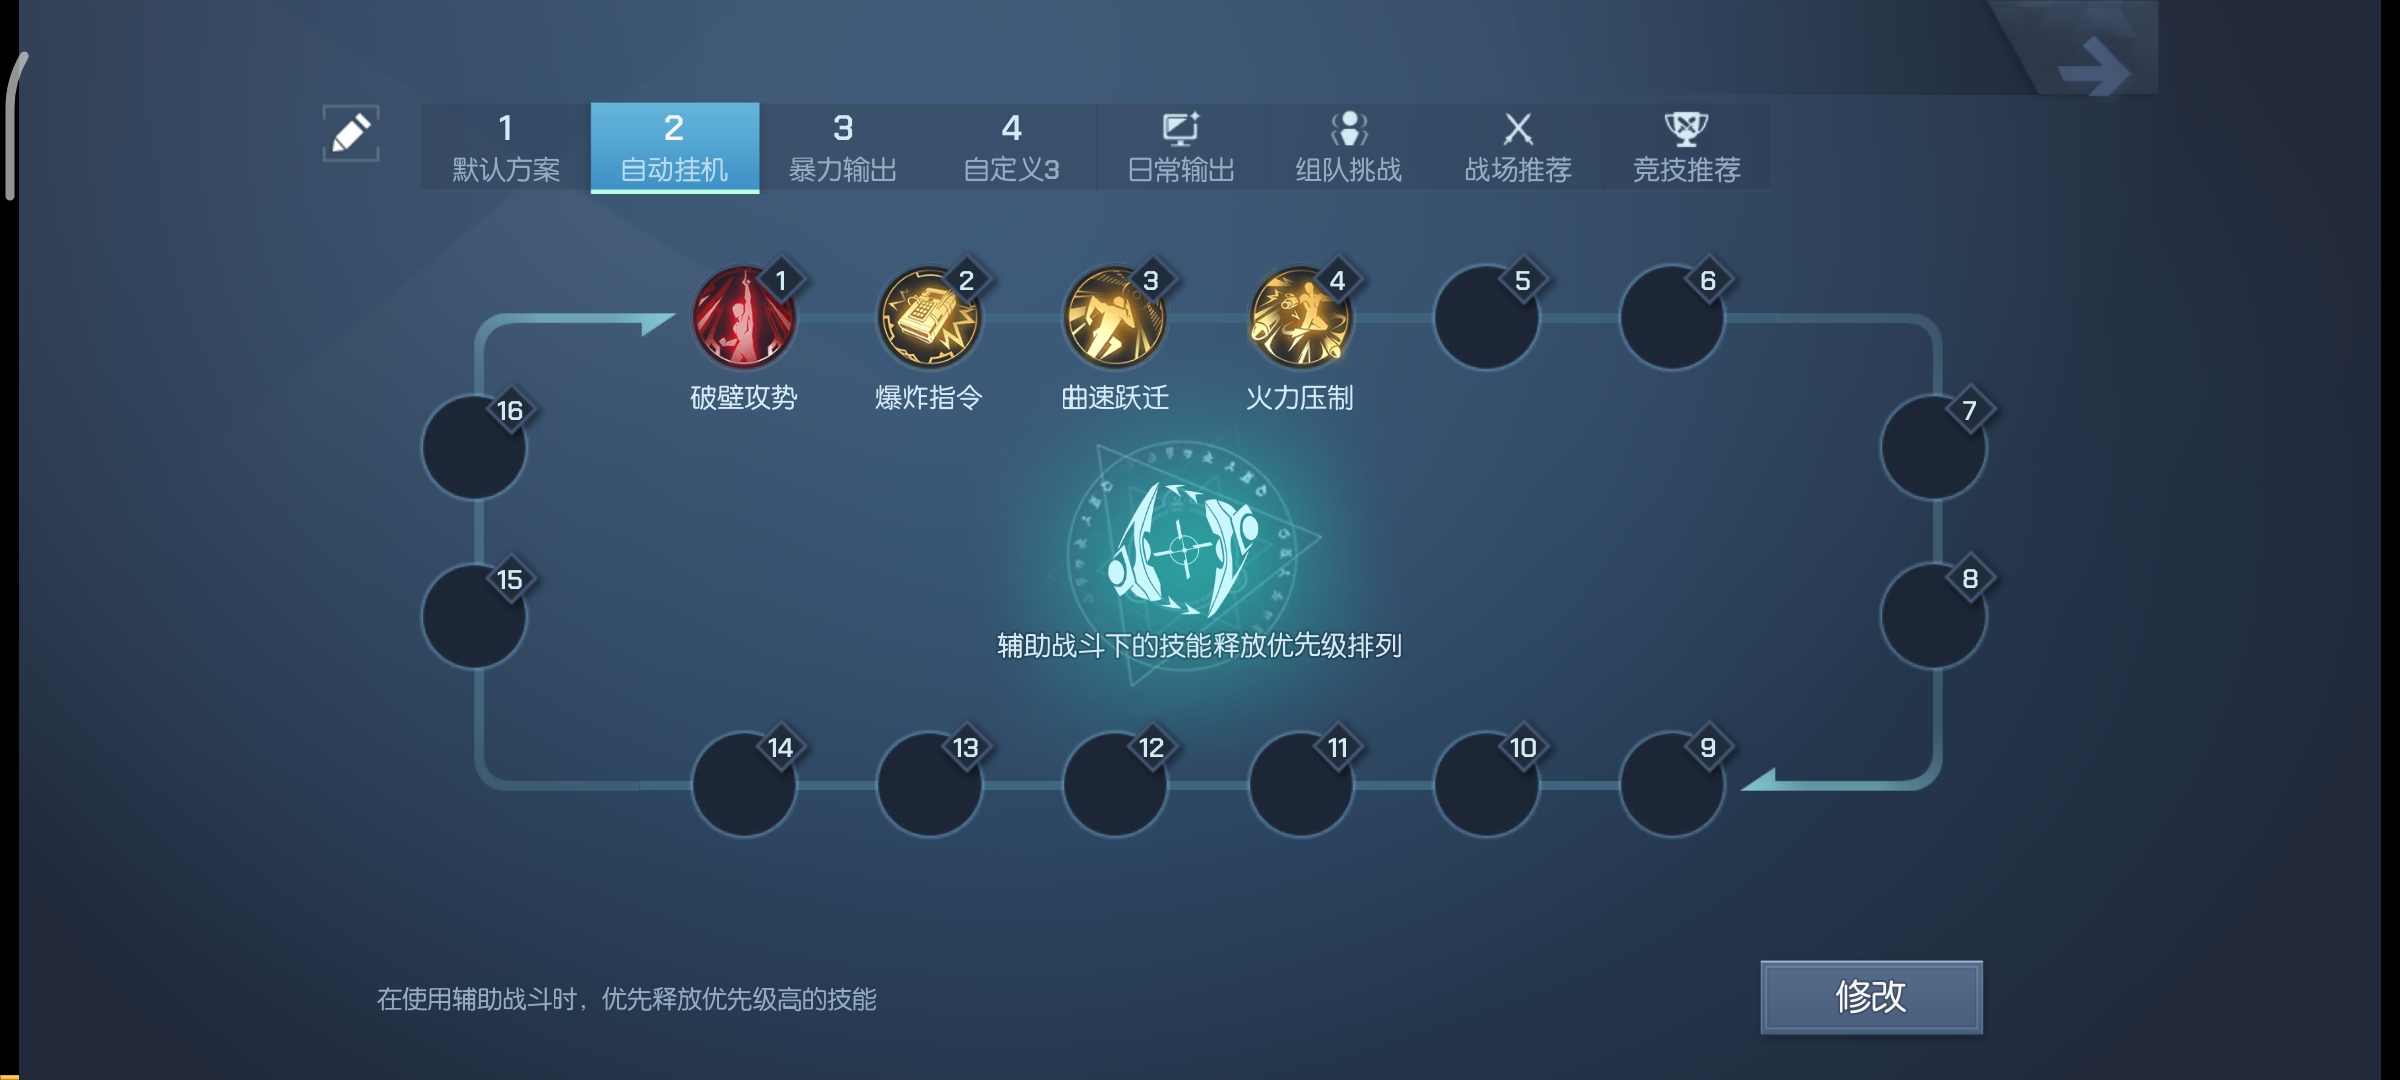 1 2 3 4
默认方案 自动挂机 暴力输出 自定义3 日常输出 组队挑战 战场推荐 竞技推荐
1 2 3 4 5 6
破壁攻势 爆炸指令 曲速跃迁 火力压制
16 7
15 8
辅助战斗下的技能释放优先级排列
14 13 12 11 10 9
在使用辅助战斗时，优先释放优先级高的技能
修改